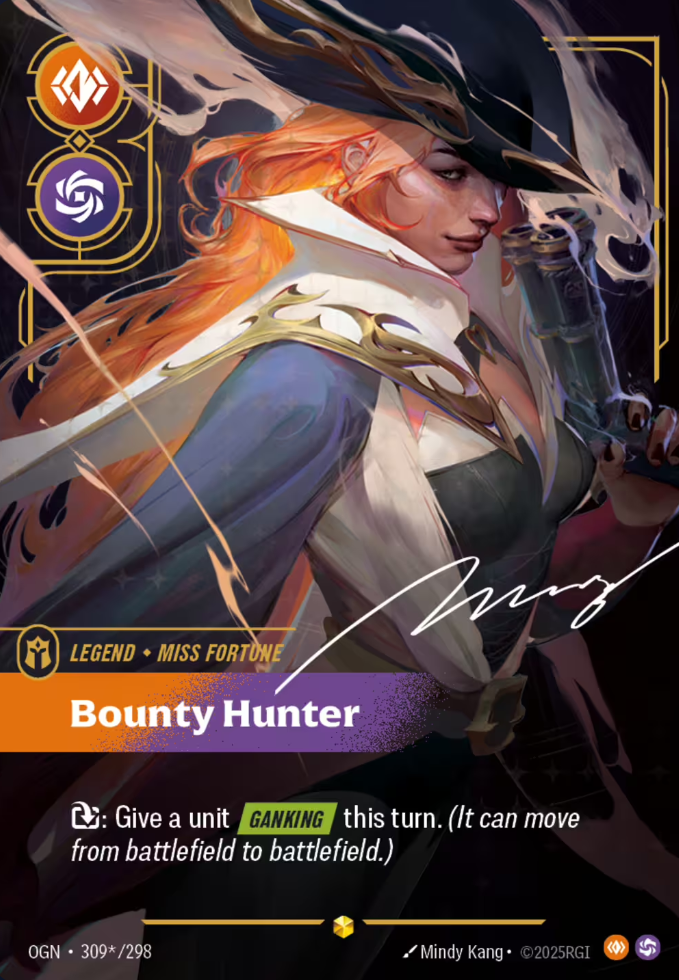 LEGEND • MISS FORTUNE
Bounty Hunter
: Give a unit GANKING this turn. (It can move
from battlefield to battlefield.)
OGN • 309*/298
Mindy Kang • ©2025RGI